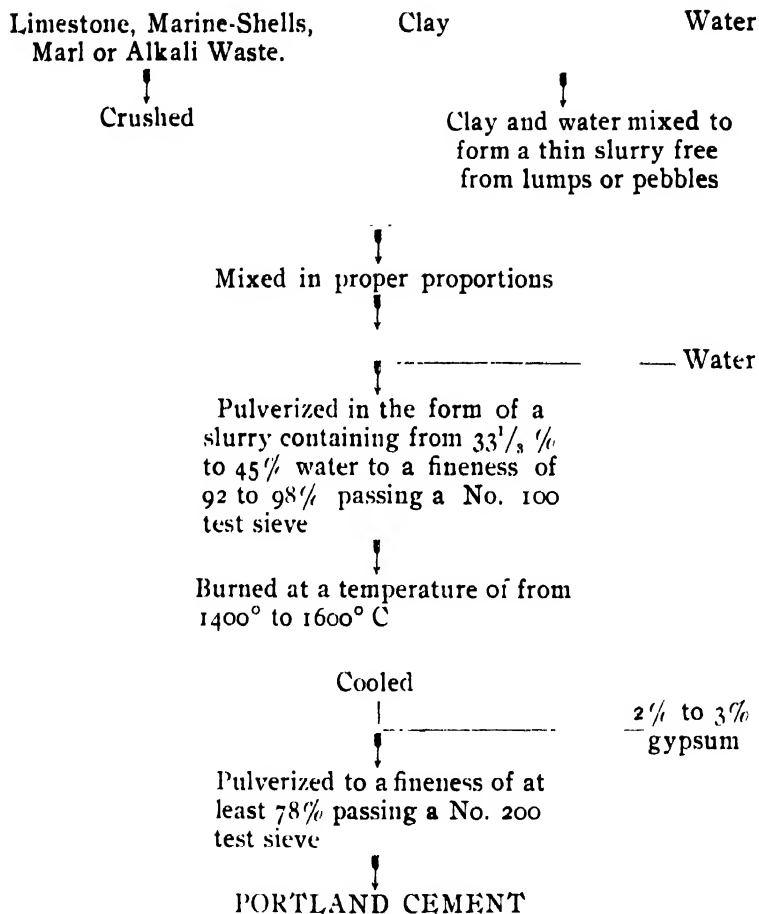 Limestone, Marine-Shells,
Marl or Alkali Waste.
Clay
Water
Crushed
Clay and water mixed to
form a thin slurry free
from lumps or pebbles
Mixed in proper proportions
Water
Pulverized in the form of a
slurry containing from 33 1/3 %
to 45% water to a fineness of
92 to 98% passing a No. 100
test sieve
Burned at a temperature of from
1400° to 1600° C
Cooled
2% to 3%
gypsum
Pulverized to a fineness of at
least 78% passing a No. 200
test sieve
PORTLAND CEMENT